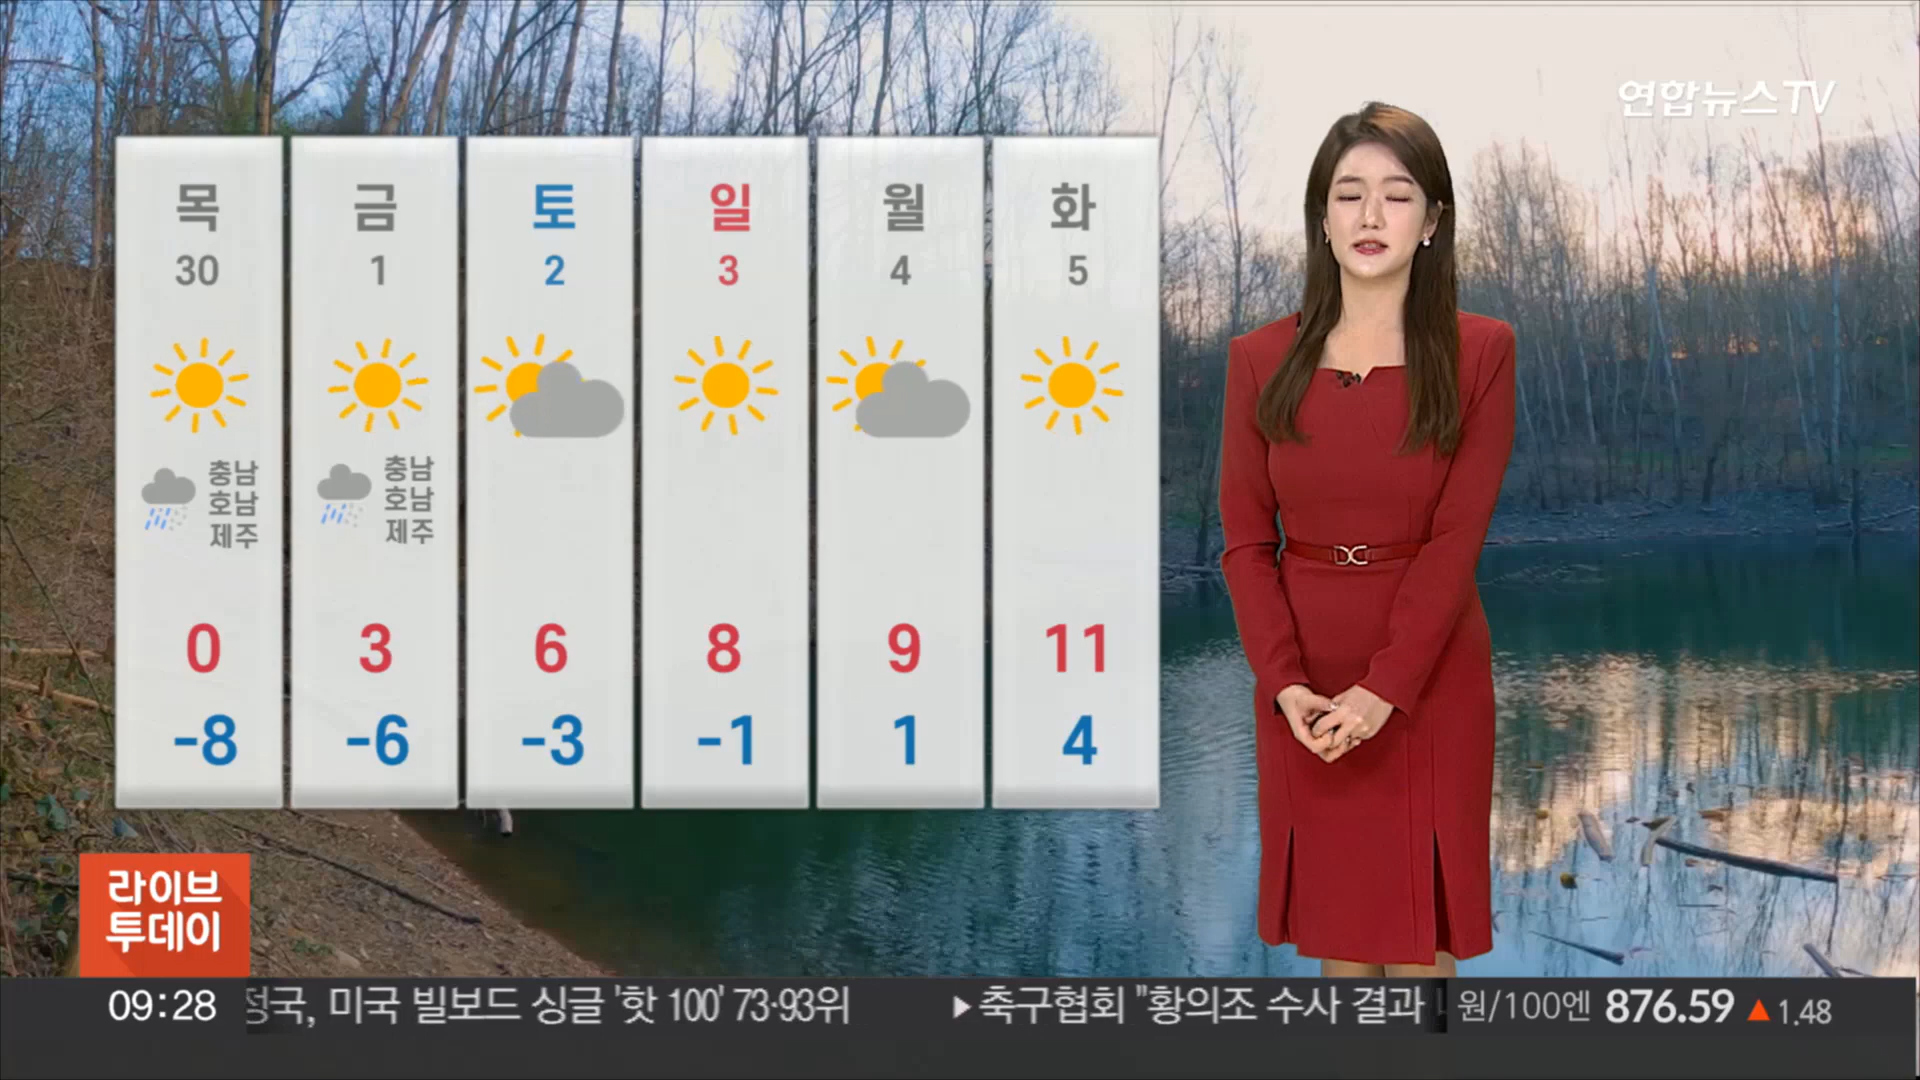 연합뉴스TV
목 금 토 일 월 화
30 1 2 3 4 5
충남 충남
호남 호남
제주 제주
0 3 6 8 9 11
-8 -6 -3 -1 1 4
라이브
투데이
09:28 정국, 미국 빌보드 싱글 '핫 100' 73·93위 ▶축구협회 "황의조 수사 결과 원/100엔 876.59 ▲1.48